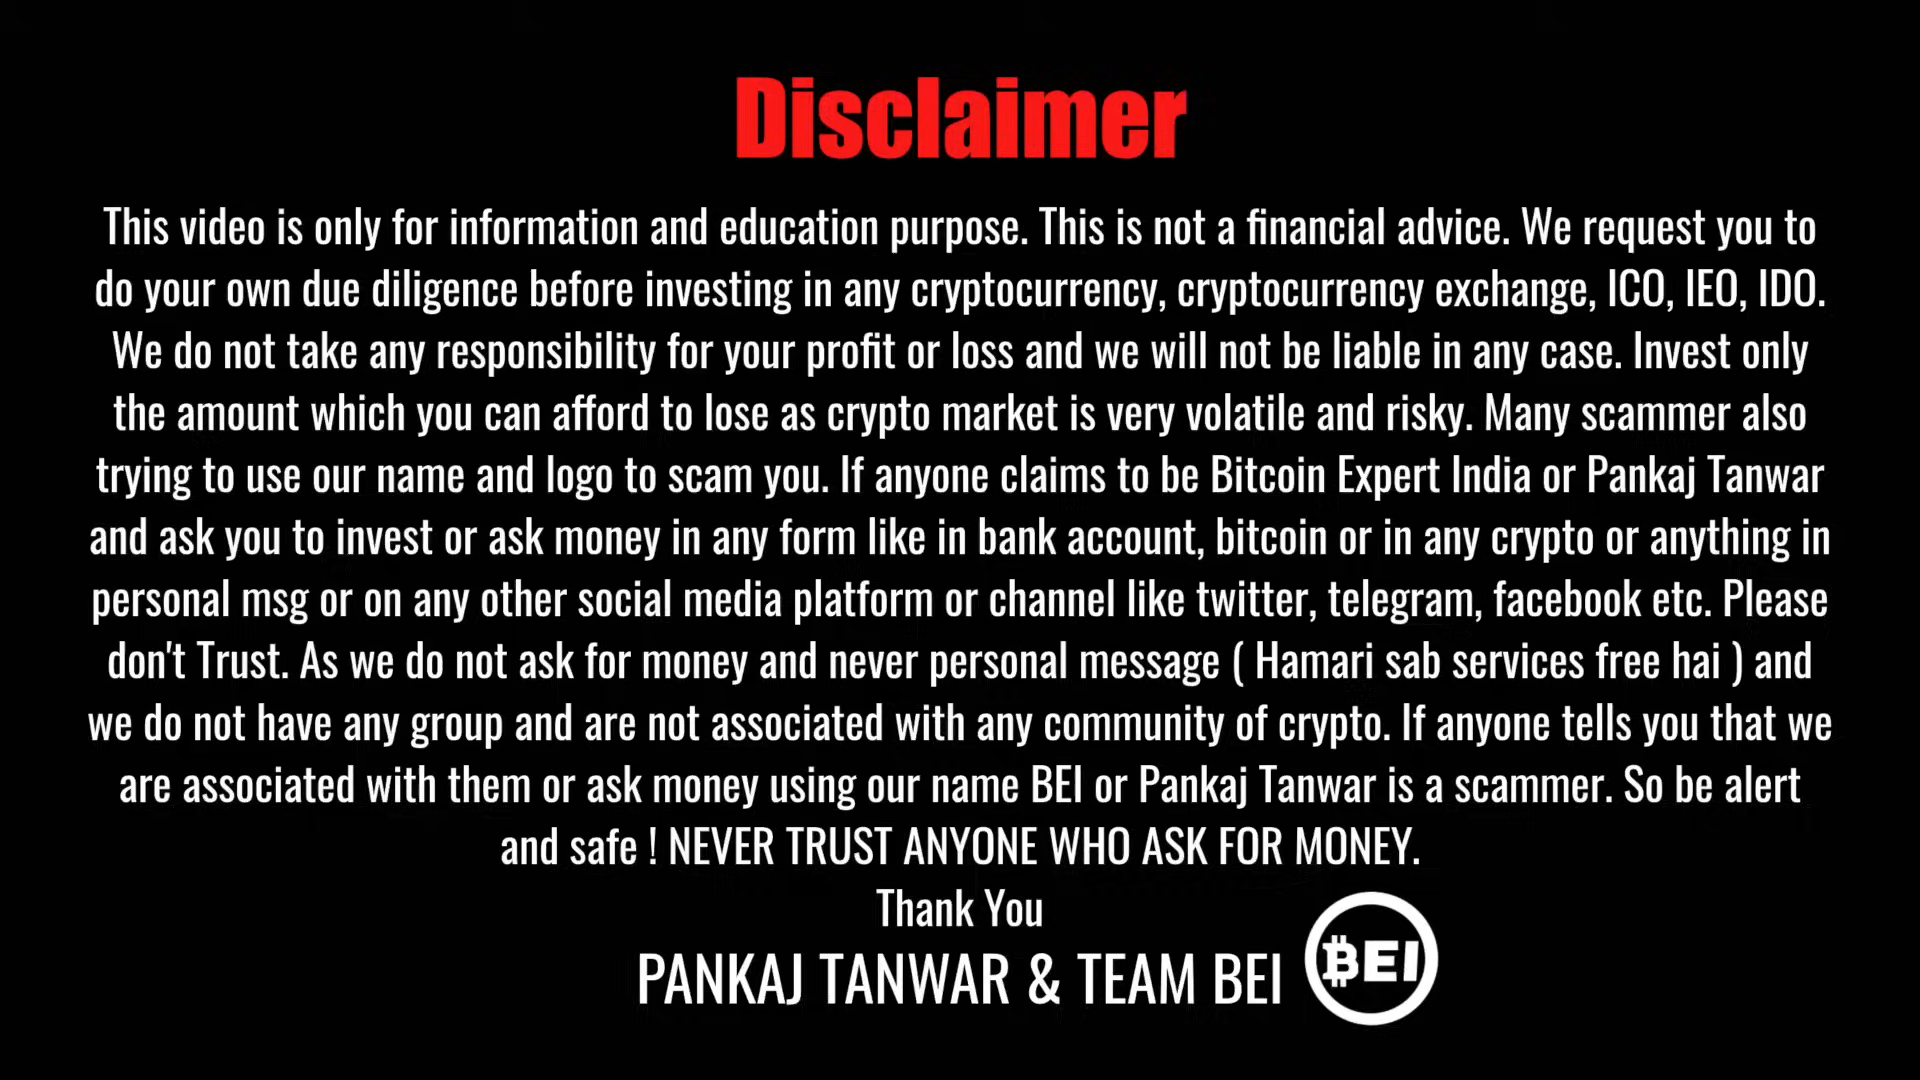 Disclaimer
This video is only for information and education purpose. This is not a financial advice. We request you to
do your own due diligence before investing in any cryptocurrency, cryptocurrency exchange, ICO, IEO, IDO.
We do not take any responsibility for your profit or loss and we will not be liable in any case. Invest only
the amount which you can afford to lose as crypto market is very volatile and risky. Many scammer also
trying to use our name and logo to scam you. If anyone claims to be Bitcoin Expert India or Pankaj Tanwar
and ask you to invest or ask money in any form like in bank account, bitcoin or in any crypto or anything in
personal msg or on any other social media platform or channel like twitter, telegram, facebook etc. Please
don't Trust. As we do not ask for money and never personal message ( Hamari sab services free hai ) and
we do not have any group and are not associated with any community of crypto. If anyone tells you that we
are associated with them or ask money using our name BEI or Pankaj Tanwar is a scammer. So be alert
and safe ! NEVER TRUST ANYONE WHO ASK FOR MONEY.
Thank You
PANKAJ TANWAR & TEAM BEI
BEI